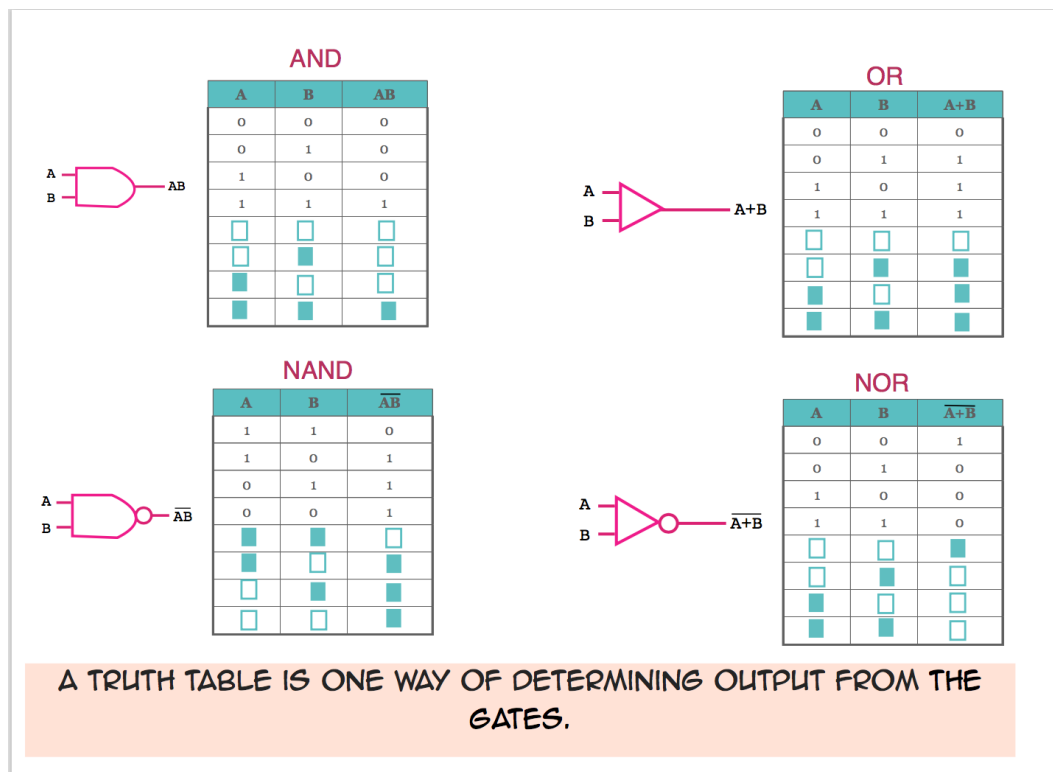 AND
A B AB
0 0 0
0 1 0
1 0 0
1 1 1
A
B
AB
OR
A B A+B
0 0 0
0 1 1
1 0 1
1 1 1
A
B
A+B
NAND
A B A̅B̅
1 1 0
1 0 1
0 1 1
0 0 1
A
B
A̅B̅
NOR
A B A̅+̅B̅
0 0 1
0 1 0
1 0 0
1 1 0
A
B
A̅+̅B̅
A TRUTH TABLE IS ONE WAY OF DETERMINING OUTPUT FROM THE
GATES.